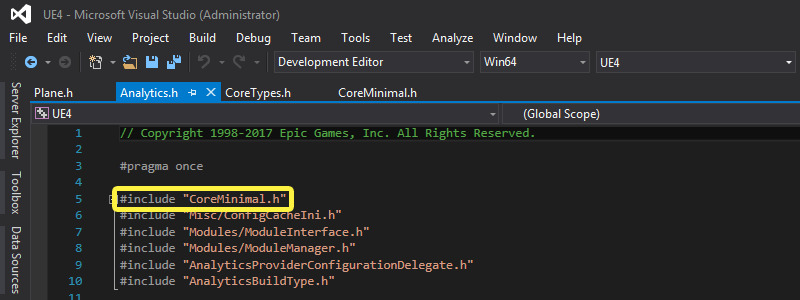 UE4 - Microsoft Visual Studio (Administrator)
File Edit View Project Build Debug Team Tools Test Analyze Window Help
Development Editor Win64 UE4
Plane.h Analytics.h CoreTypes.h CoreMinimal.h
UE4 (Global Scope)
Server Explorer
Toolbox
Data Sources
1 // Copyright 1998-2017 Epic Games, Inc. All Rights Reserved.
2
3 #pragma once
4
5 #include "CoreMinimal.h"
6 #include "Misc/ConfigCacheIni.h"
7 #include "Modules/ModuleInterface.h"
8 #include "Modules/ModuleManager.h"
9 #include "AnalyticsProviderConfigurationDelegate.h"
10 #include "AnalyticsBuildType.h"
11